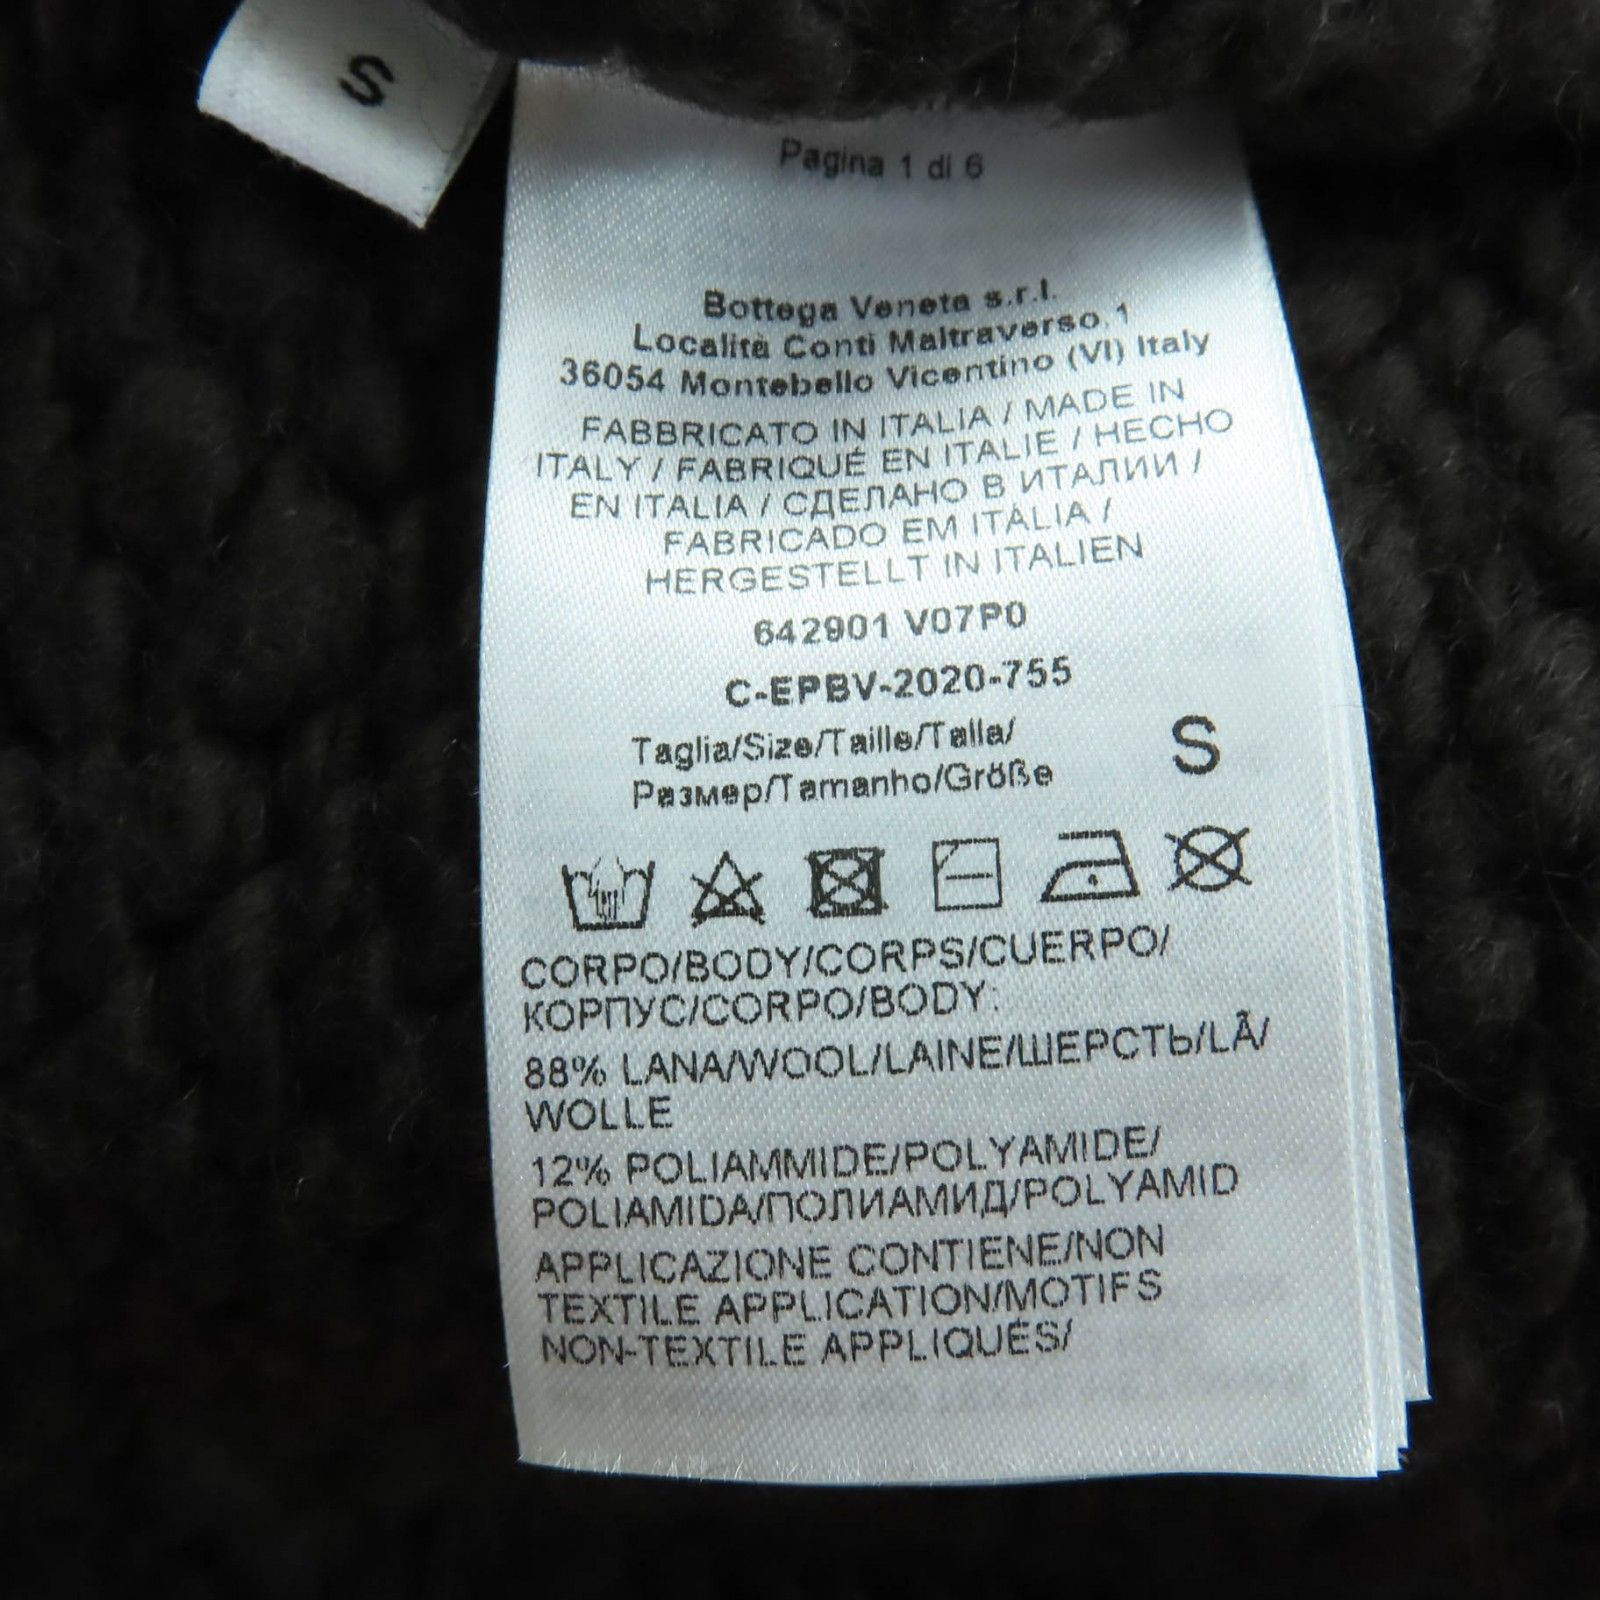 S
Pagina 1 di 6
Bottega Veneta s.r.l.
Località Conti Maltraverso,1
36054 Montebello Vicentino (VI) Italy
FABBRICATO IN ITALIA / MADE IN
ITALY / FABRIQUÉ EN ITALIE / HECHO
EN ITALIA / СДЕЛАНО В ИТАЛИИ /
FABRICADO EM ITÁLIA /
HERGESTELLT IN ITALIEN
642901 V07P0
C-EPBV-2020-755
Taglia/Size/Taille/Talla/
Размер/Tamanho/Größe
S
CORPO/BODY/CORPS/CUERPO/
КОРПУС/CORPO/BODY:
88% LANA/WOOL/LAINE/ШЕРСТЬ/LÃ/
WOLLE
12% POLIAMMIDE/POLYAMIDE/
POLIAMIDA/ПОЛИАМИД/POLYAMID
APPLICAZIONE CONTIENE/NON
TEXTILE APPLICATION/MOTIFS
NON-TEXTILE APPLIQUÉS/